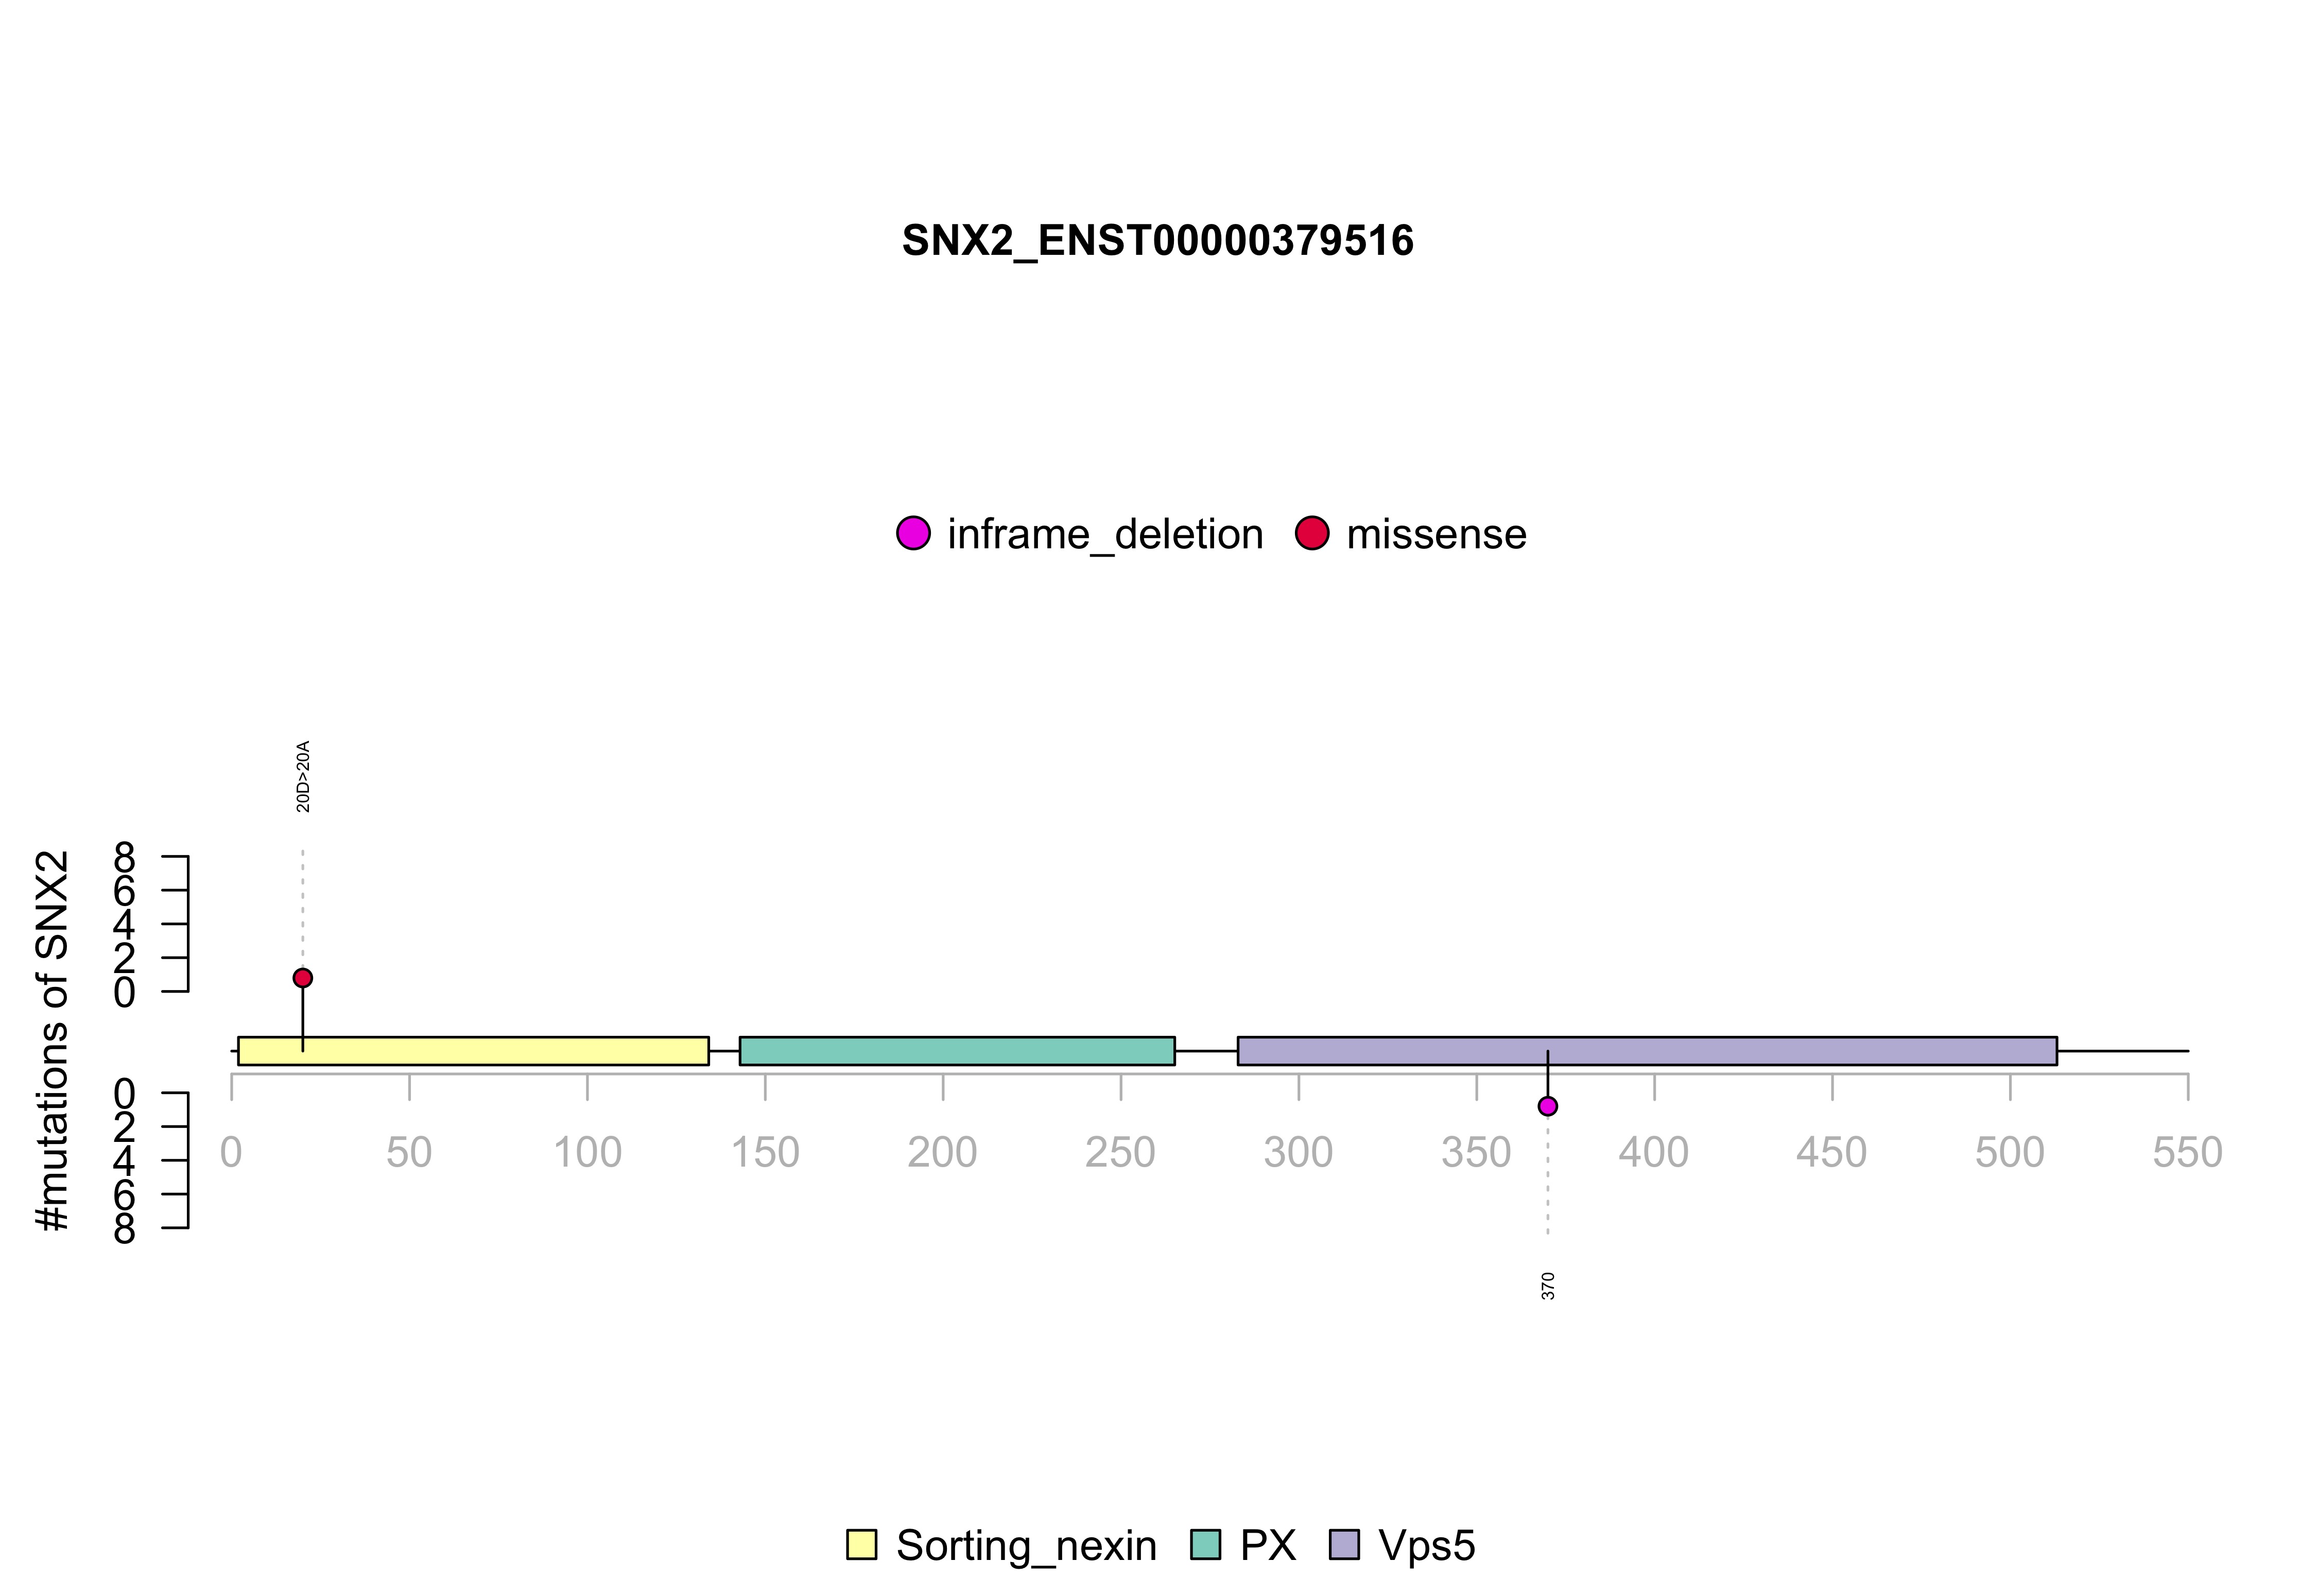 SNX2_ENST00000379516
inframe_deletion missense
20D>20A
#mutations of SNX2
8
6
4
2
0
0
2
4
6
8
0 50 100 150 200 250 300 350 400 450 500 550
370
Sorting_nexin PX Vps5